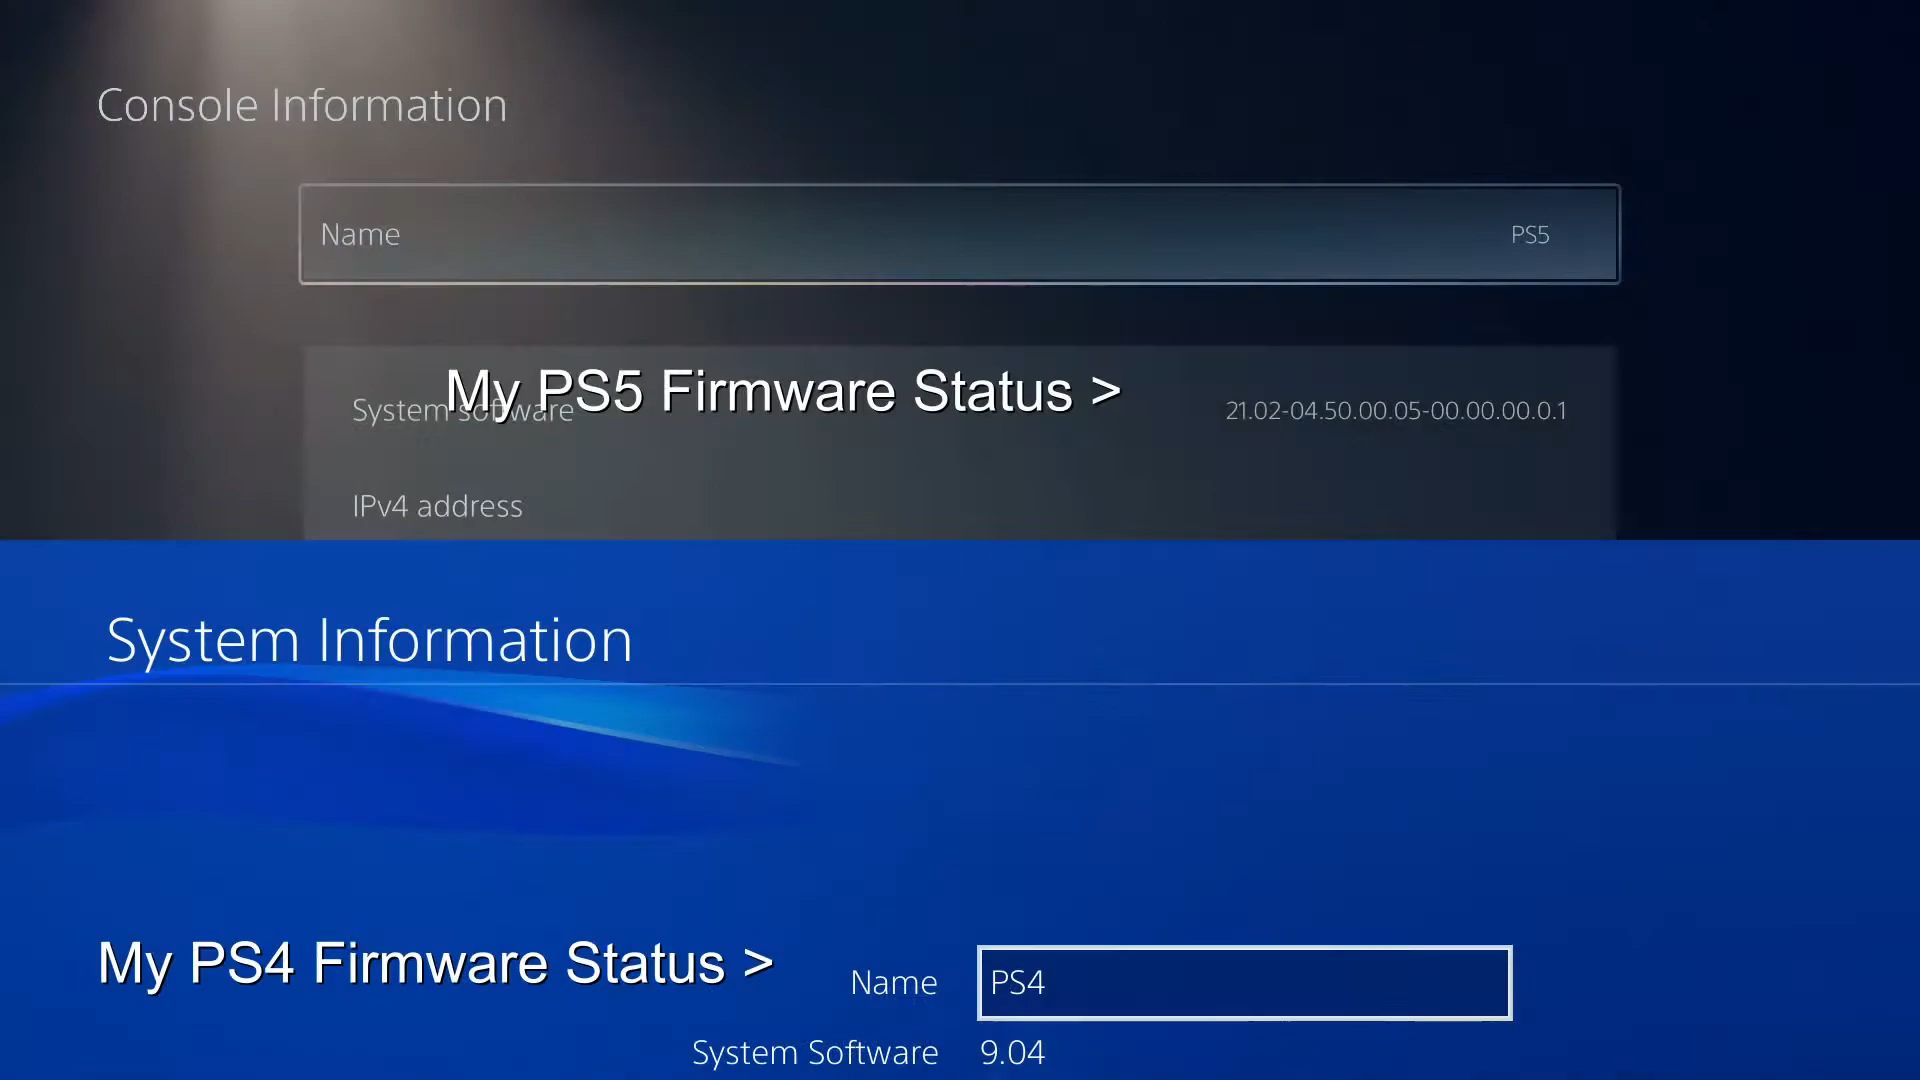 Console Information
Name PS5
My PS5 Firmware Status >
System software 21.02-04.50.00.05-00.00.00.0.1
IPv4 address
System Information
My PS4 Firmware Status >
Name PS4
System Software 9.04